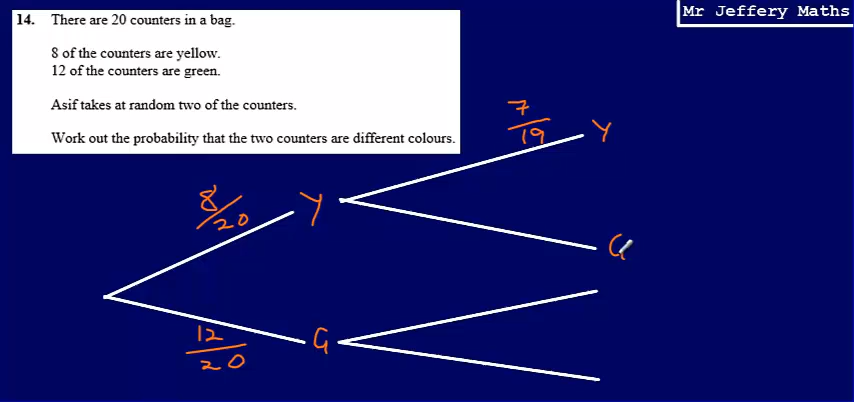 Mr Jeffery Maths
14. There are 20 counters in a bag.
8 of the counters are yellow.
12 of the counters are green.
Asif takes at random two of the counters.
Work out the probability that the two counters are different colours.
7/19
Y
8/20
Y
G
12/20
G